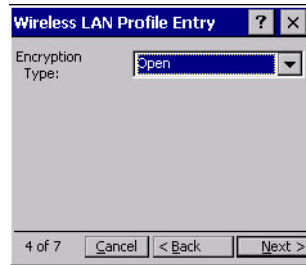 Wireless LAN Profile Entry ? ×
Encryption Type: Open
4 of 7 Cancel < Back Next >